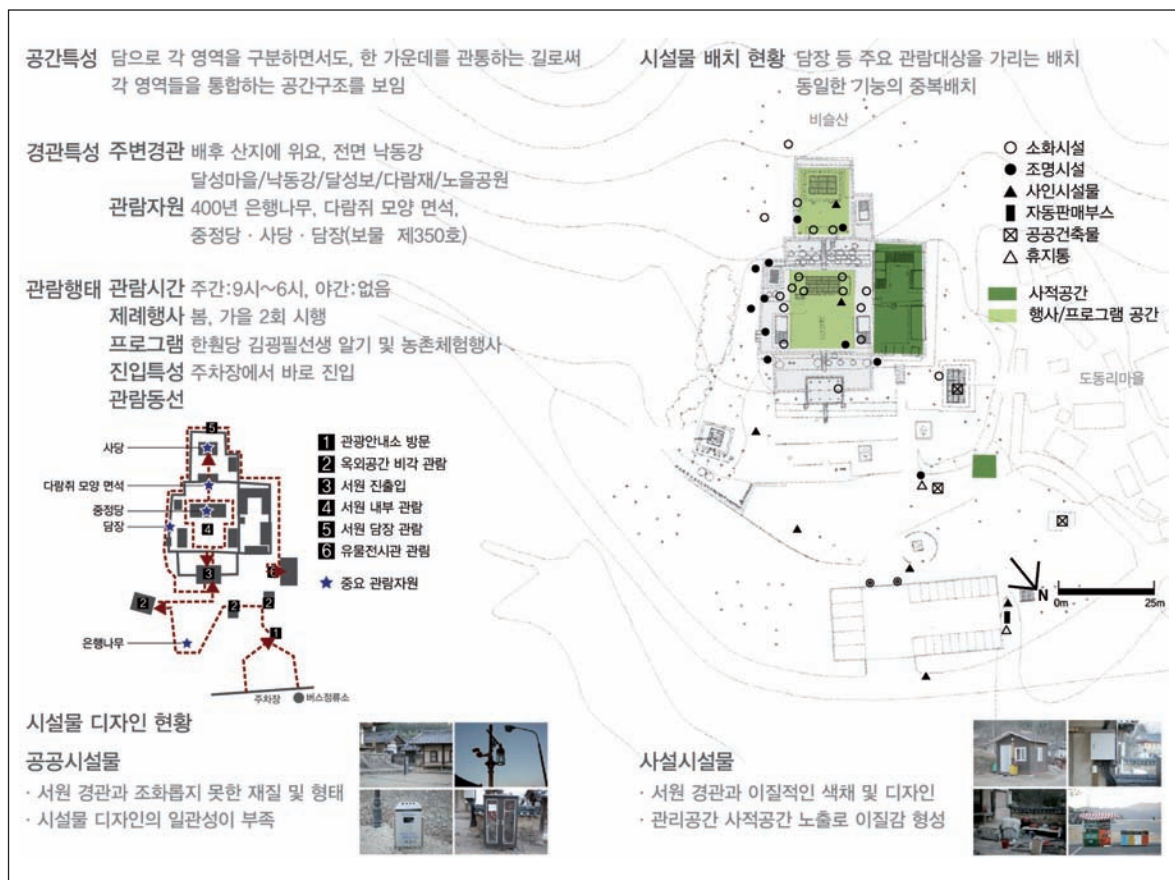 공간특성 담으로 각 영역을 구분하면서도, 한 가운데를 관통하는 길로써
각 영역들을 통합하는 공간구조를 보임
경관특성 주변경관 배후 산지에 위요, 전면 낙동강
달성마을/낙동강/달성보/다람재/노을공원
관람자원 400년 은행나무, 다람쥐 모양 면석,
중정당 · 사당 · 담장(보물 제350호)
관람행태 관람시간 주간:9시~6시, 야간:없음
제례행사 봄, 가을 2회 시행
프로그램 한훤당 김굉필선생 알기 및 농촌체험행사
진입특성 주차장에서 바로 진입
관람동선
사당
다람쥐 모양 면석
중정당
담장
은행나무
5
4
3
6
2
2
2
1
주차장
버스정류소
1 관광안내소 방문
2 옥외공간 비각 관람
3 서원 진출입
4 서원 내부 관람
5 서원 담장 관람
6 유물전시관 관림
중요 관람자원
시설물 디자인 현황
공공시설물
· 서원 경관과 조화롭지 못한 재질 및 형태
· 시설물 디자인의 일관성이 부족
시설물 배치 현황 담장 등 주요 관람대상을 가리는 배치
동일한 기능의 중복배치
비슬산
소화시설
조명시설
사인시설물
자동판매부스
공공건축물
휴지통
사적공간
행사/프로그램 공간
도동리마을
N
0m 25m
사설시설물
· 서원 경관과 이질적인 색채 및 디자인
· 관리공간 사적공간 노출로 이질감 형성